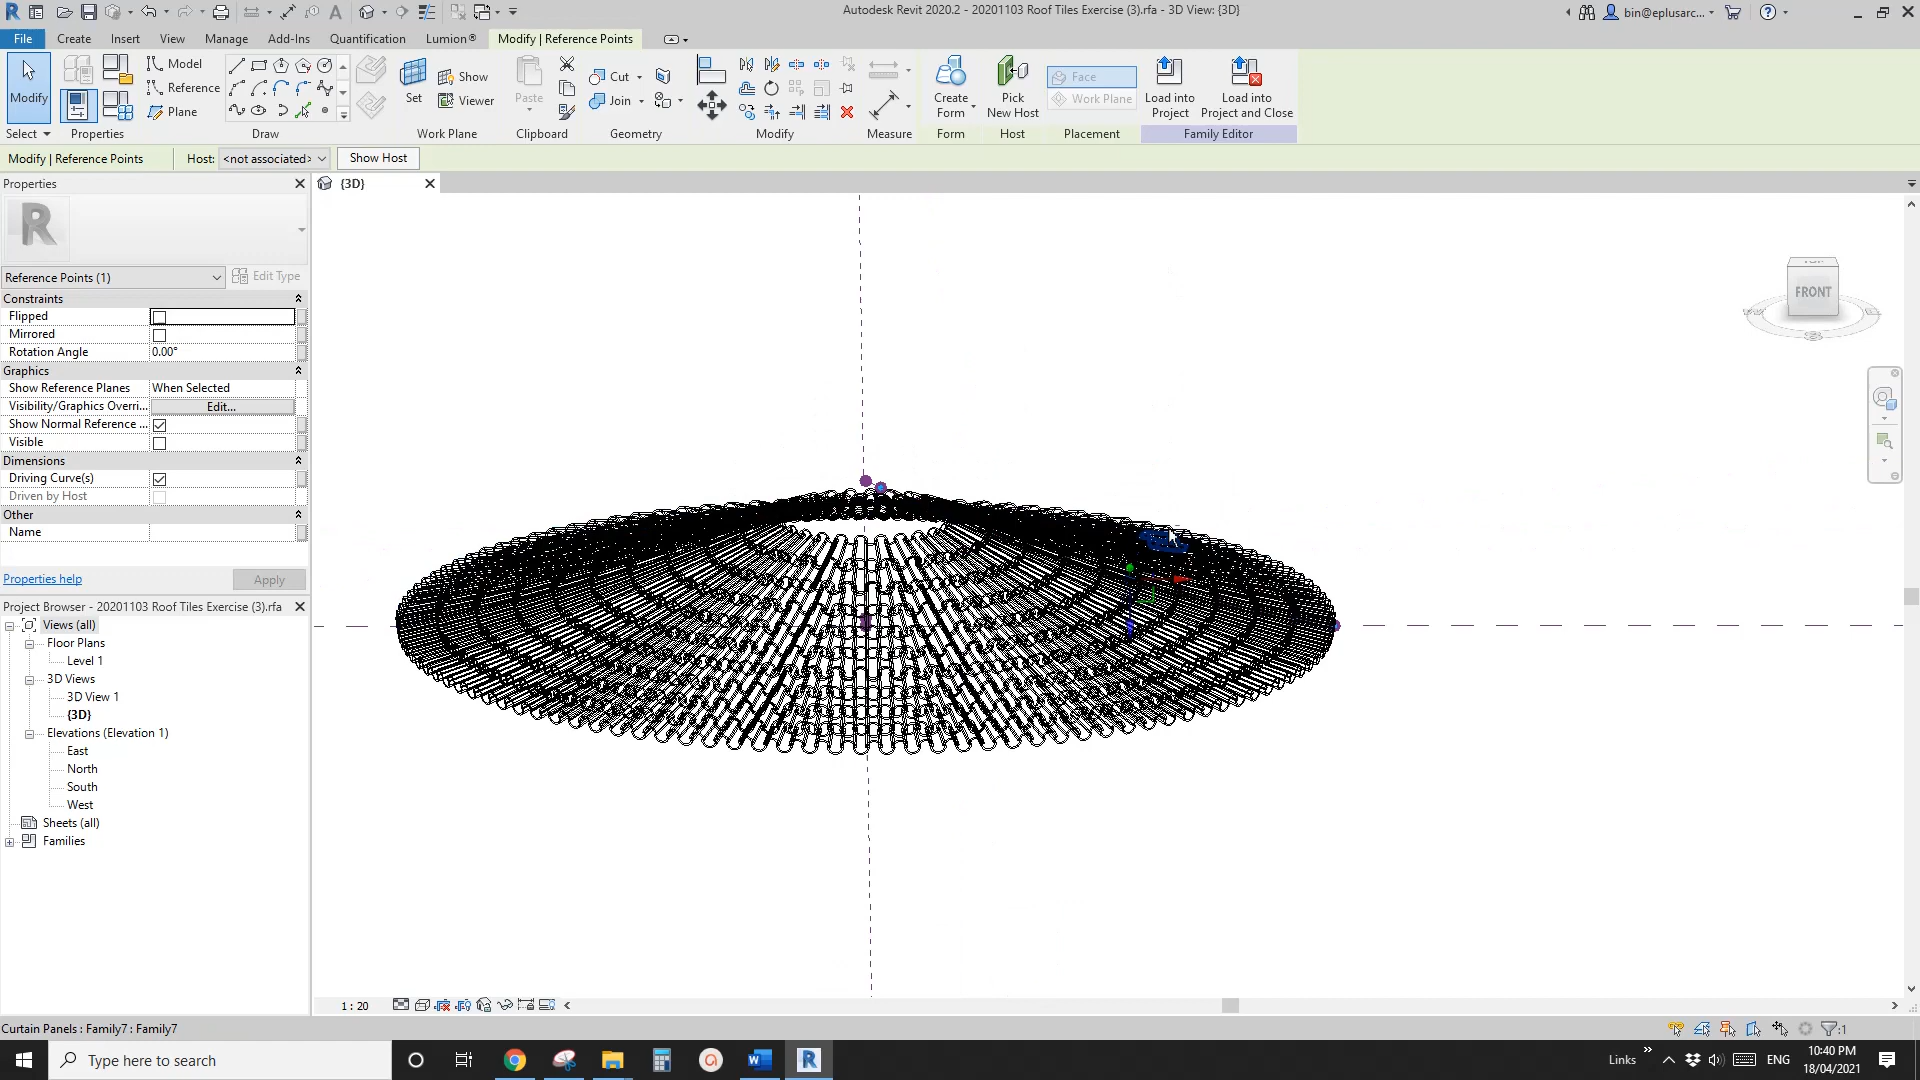 Autodesk Revit 2020.2 - 20201103 Roof Tiles Exercise (3).rfa - 3D View: {3D}
bin@eplusarc...
File Create Insert View Manage Add-Ins Quantification Lumion® Modify | Reference Points
Modify
Model
Reference
Plane
Set
Show
Viewer
Paste
Cut
Join
Create Form
Pick New Host
Face
Work Plane
Load into Project
Load into Project and Close
Select Properties Draw Work Plane Clipboard Geometry Modify Measure Form Host Placement Family Editor
Modify | Reference Points Host: <not associated> Show Host
Properties
{3D}
Reference Points (1)
Edit Type
Constraints
Flipped
Mirrored
Rotation Angle 0.00°
Graphics
Show Reference Planes When Selected
Visibility/Graphics Overri... Edit...
Show Normal Reference ...
Visible
Dimensions
Driving Curve(s)
Driven by Host
Other
Name
Properties help Apply
Project Browser - 20201103 Roof Tiles Exercise (3).rfa
Views (all)
Floor Plans
Level 1
3D Views
3D View 1
{3D}
Elevations (Elevation 1)
East
North
South
West
Sheets (all)
Families
FRONT
1 : 20
Curtain Panels : Family7 : Family7
:1
Type here to search
Links
ENG
10:40 PM
18/04/2021